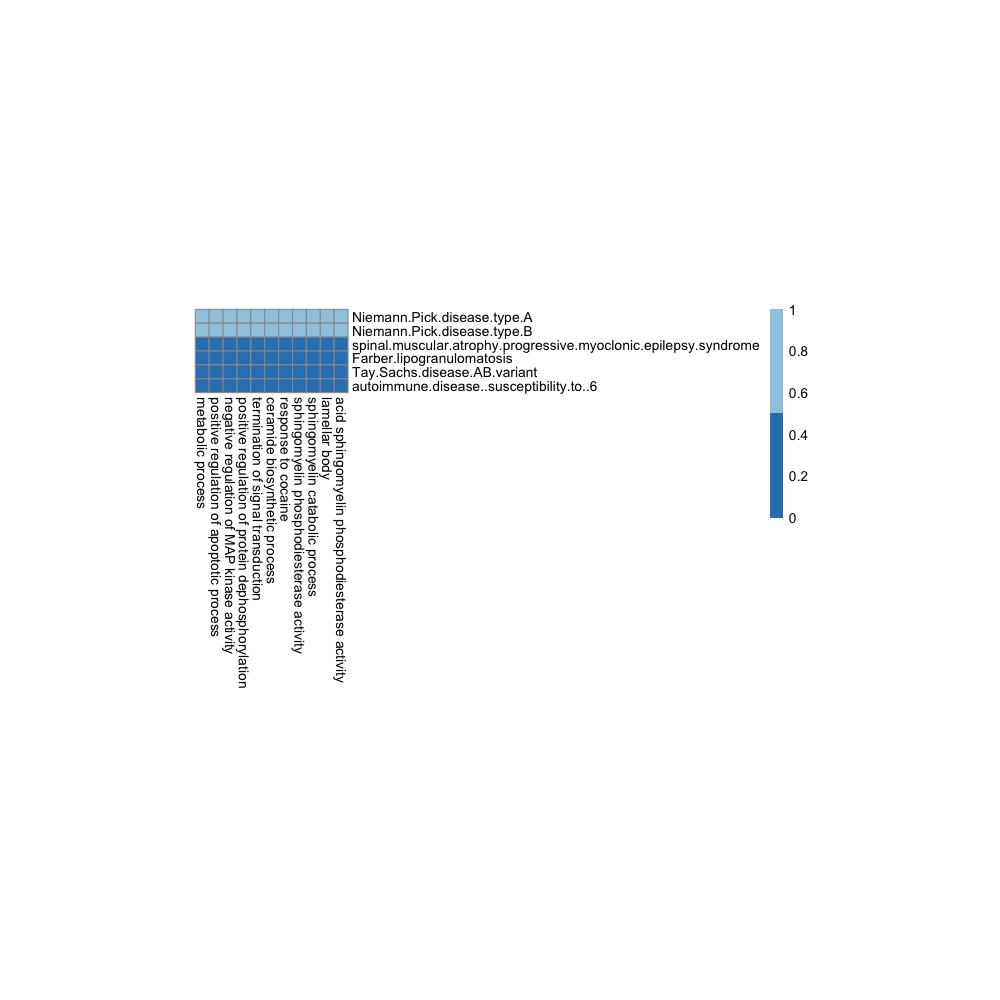 Niemann.Pick.disease.type.A
Niemann.Pick.disease.type.B
spinal.muscular.atrophy.progressive.myoclonic.epilepsy.syndrome
Farber.lipogranulomatosis
Tay.Sachs.disease.AB.variant
autoimmune.disease..susceptibility.to..6
metabolic process
positive regulation of apoptotic process
negative regulation of MAP kinase activity
positive regulation of protein dephosphorylation
termination of signal transduction
ceramide biosynthetic process
response to cocaine
sphingomyelin phosphodiesterase activity
sphingomyelin catabolic process
lamellar body
acid sphingomyelin phosphodiesterase activity
1
0.8
0.6
0.4
0.2
0